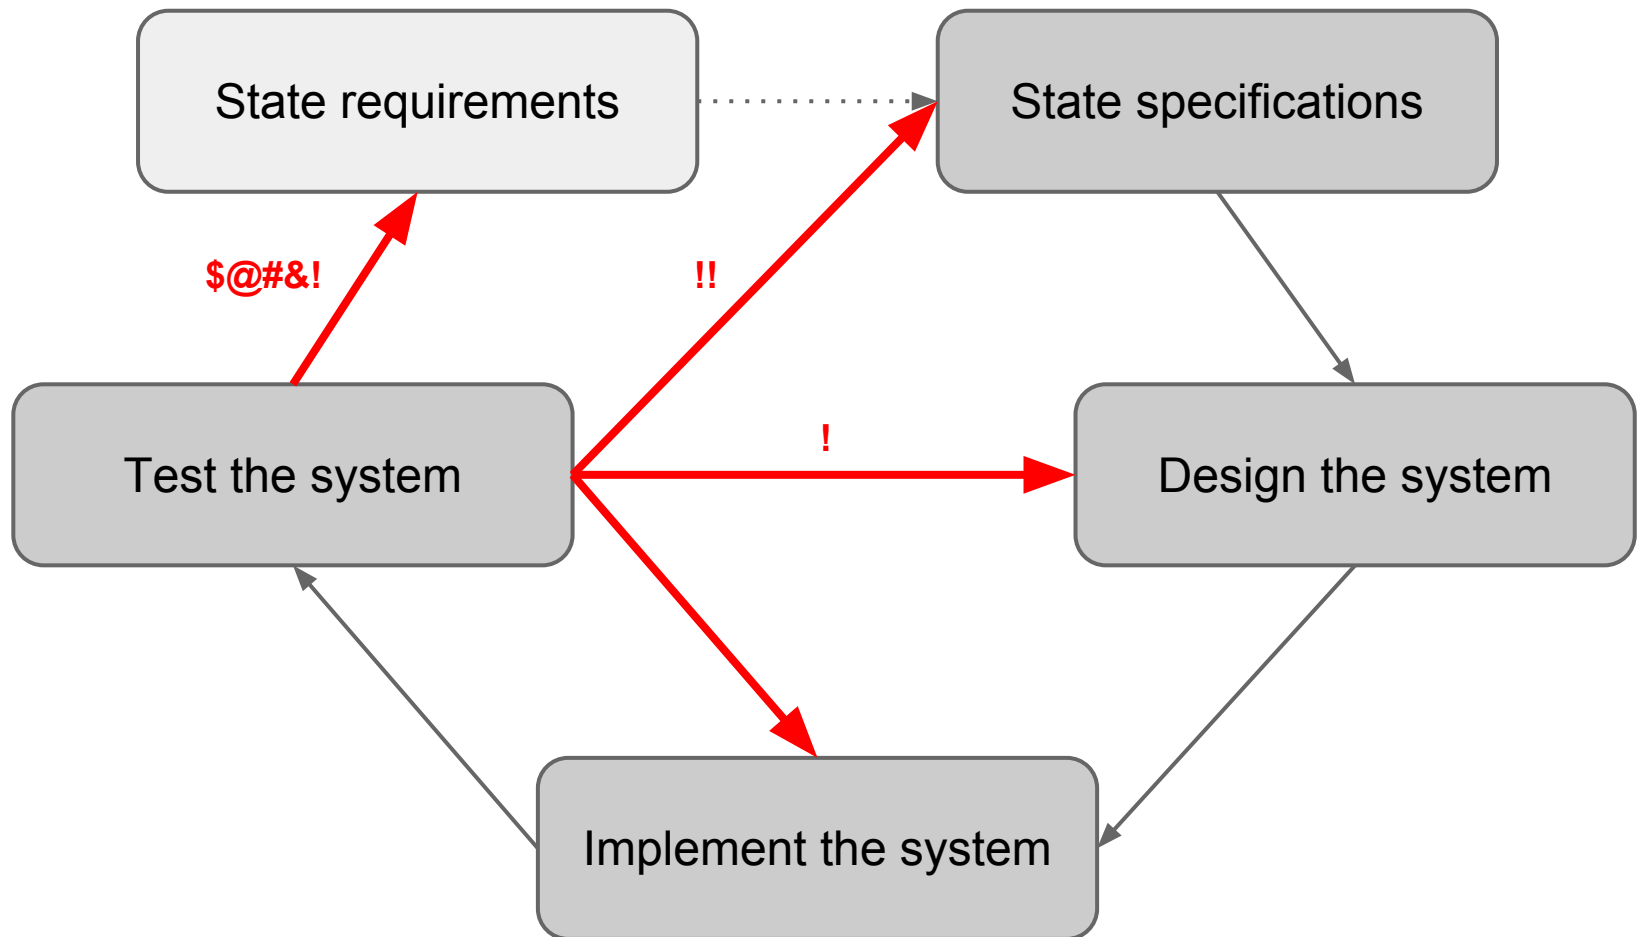 State requirements
State specifications
$@#&!
!!
!
Test the system
Design the system
Implement the system